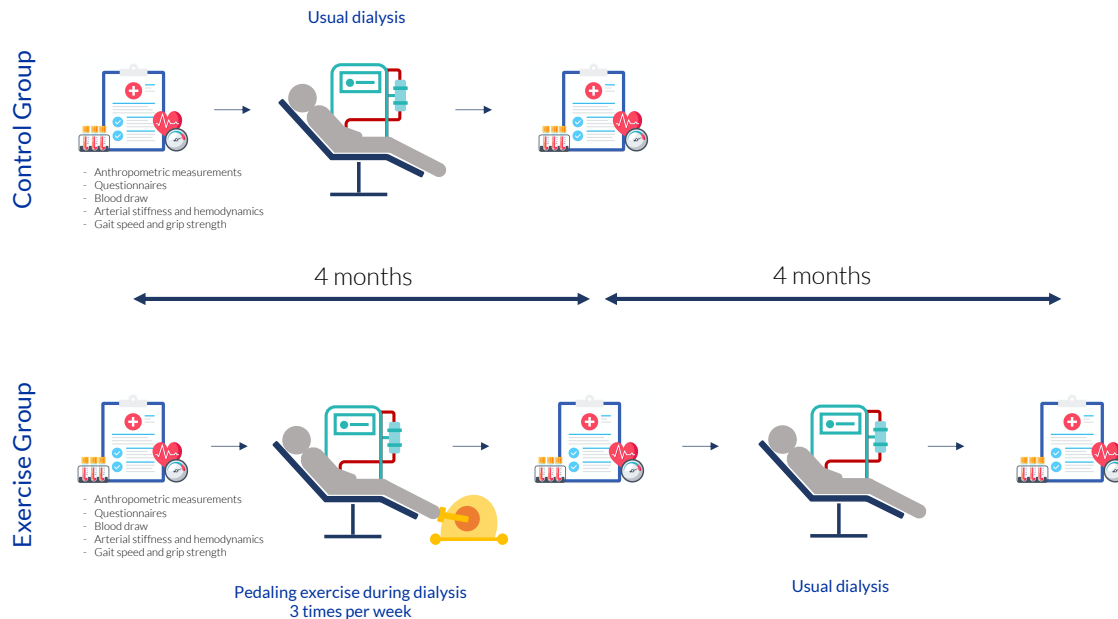 Usual dialysis
Control Group
- Anthropometric measurements
- Questionnaires
- Blood draw
- Arterial stiffness and hemodynamics
- Gait speed and grip strength
4 months
4 months
Exercise Group
- Anthropometric measurements
- Questionnaires
- Blood draw
- Arterial stiffness and hemodynamics
- Gait speed and grip strength
Pedaling exercise during dialysis
3 times per week
Usual dialysis